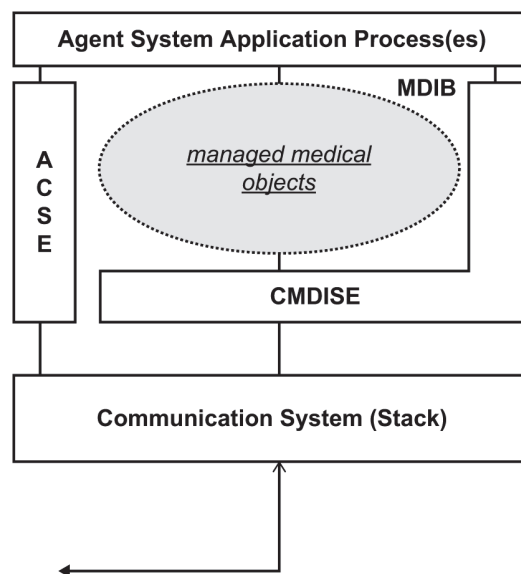 Agent System Application Process(es)
MDIB
managed medical
objects
A
C
S
E
CMDISE
Communication System (Stack)